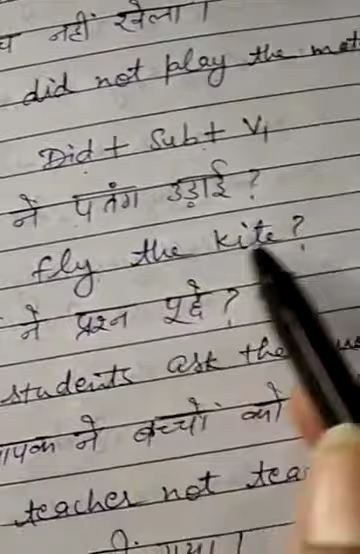 नहीं खेला ।
did not play the
Did + Sub + V1
ने पतंग उड़ाई ?
fly the kite ?
ने प्रश्न पूछे ?
students ask the
ने बच्चों को
teacher not